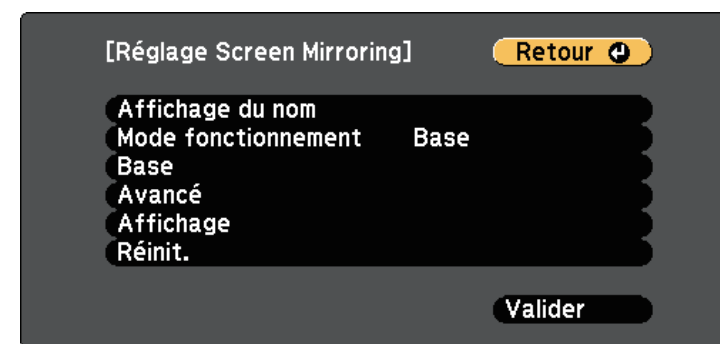 [Réglage Screen Mirroring] Retour
Affichage du nom
Mode fonctionnement Base
Base
Avancé
Affichage
Réinit.
Valider